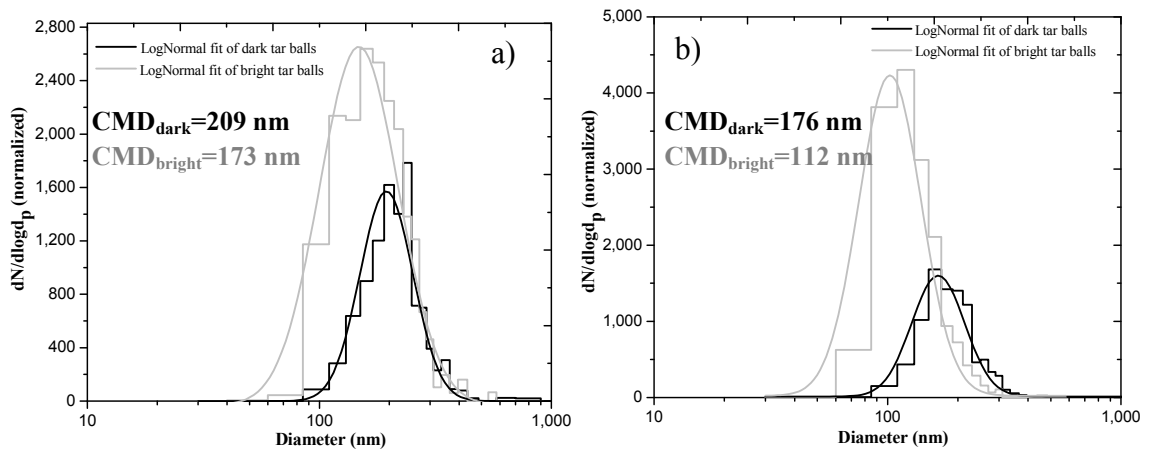 2,800
2,400
2,000
1,600
1,200
800
400
0
dN/dlogdp (normalized)
LogNormal fit of dark tar balls
LogNormal fit of bright tar balls
a)
CMDdark=209 nm
CMDbright=173 nm
10
100
1,000
Diameter (nm)
5,000
4,000
3,000
2,000
1,000
0
dN/dlogdp (normalized)
b)
LogNormal fit of dark tar balls
LogNormal fit of bright tar balls
CMDdark=176 nm
CMDbright=112 nm
10
100
1,000
Diameter (nm)